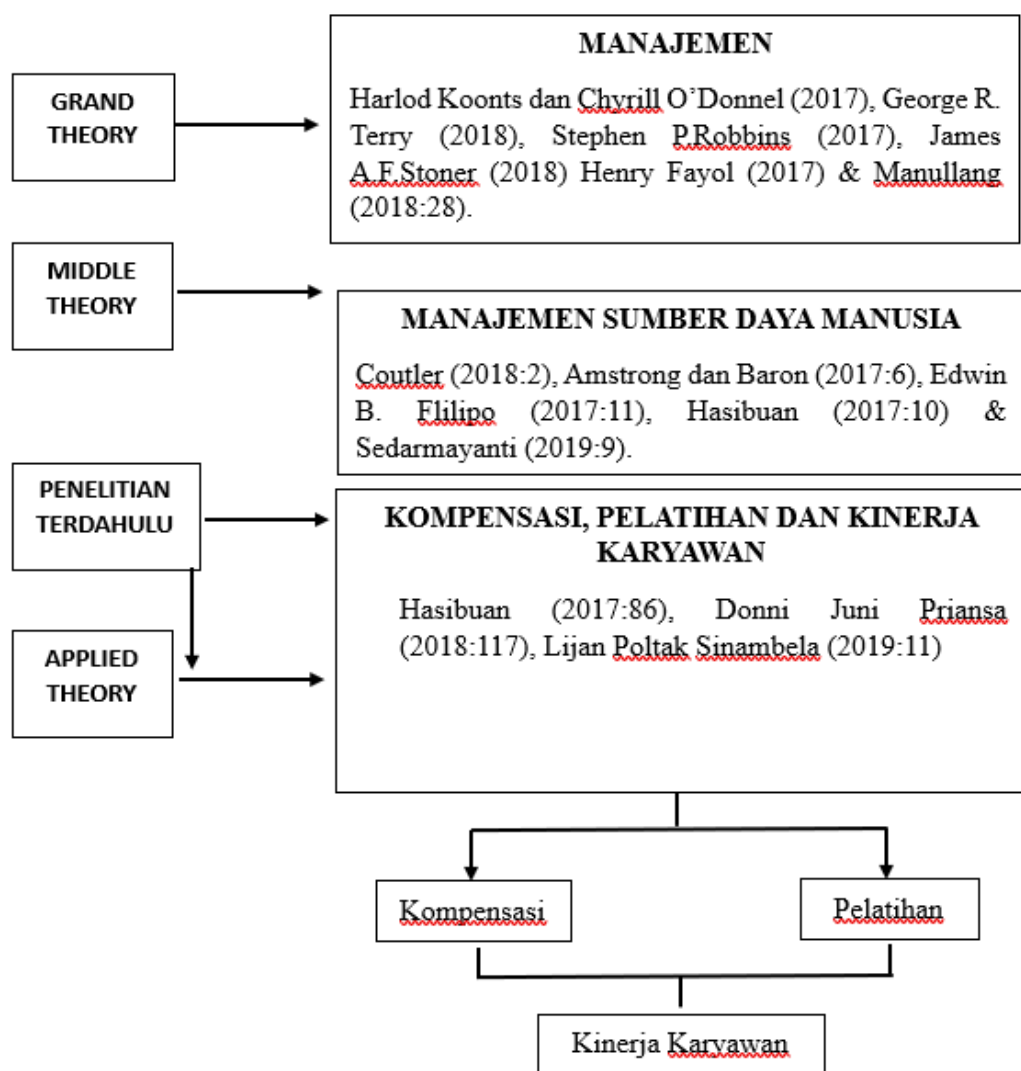 GRAND
THEORY
MANAJEMEN
Harlod Koonts dan Chyrill O’Donnel (2017), George R.
Terry (2018), Stephen P.Robbins (2017), James
A.F.Stoner (2018) Henry Fayol (2017) & Manullang
(2018:28).
MIDDLE
THEORY
MANAJEMEN SUMBER DAYA MANUSIA
Coutler (2018:2), Amstrong dan Baron (2017:6), Edwin
B. Flilipo (2017:11), Hasibuan (2017:10) &
Sedarmayanti (2019:9).
PENELITIAN
TERDAHULU
KOMPENSASI, PELATIHAN DAN KINERJA
KARYAWAN
Hasibuan (2017:86), Donni Juni Priansa
(2018:117), Lijan Poltak Sinambela (2019:11)
APPLIED
THEORY
Kompensasi
Pelatihan
Kinerja Karyawan